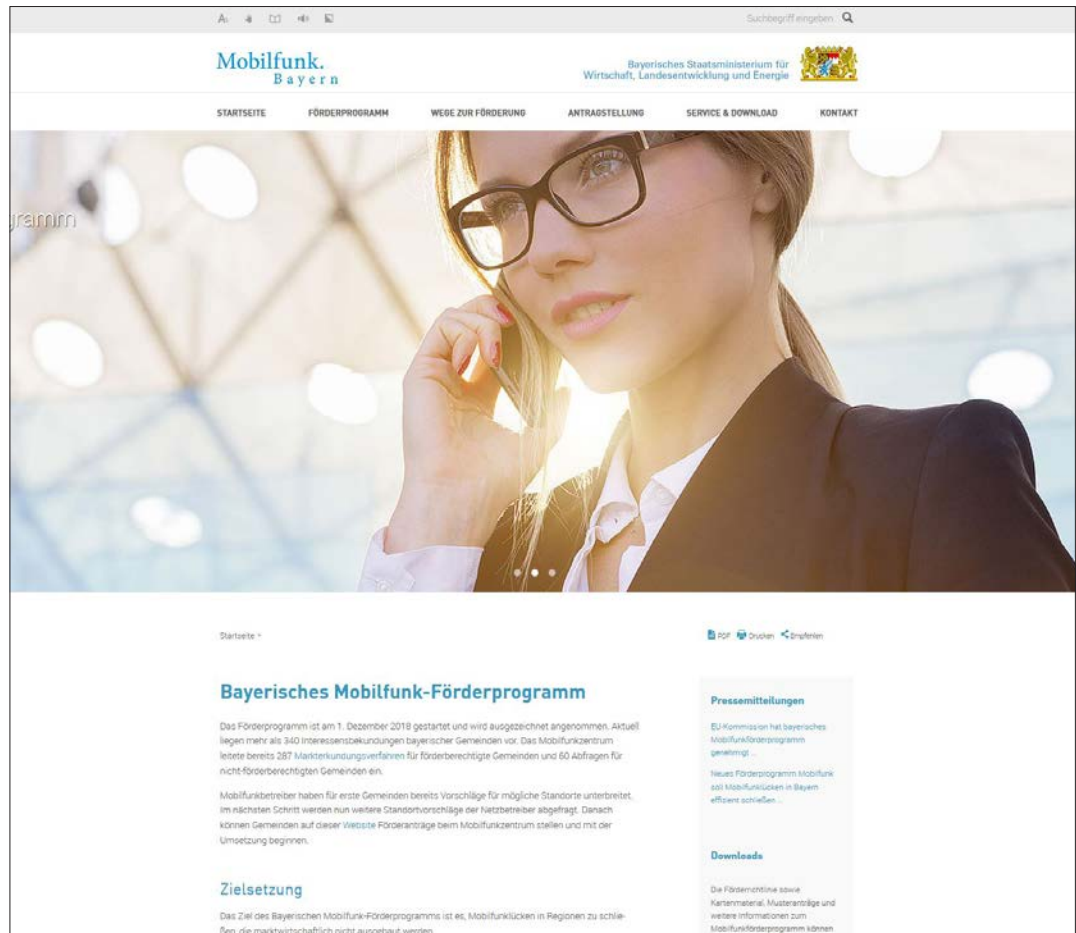 Suchbegriff eingeben
Mobilfunk.
Bayern
Bayerisches Staatsministerium für
Wirtschaft, Landesentwicklung und Energie
STARTSEITE FÖRDERPROGRAMM WEGE ZUR FÖRDERUNG ANTRAGSTELLUNG SERVICE & DOWNLOAD KONTAKT
gramm
Startseite
PDF Drucken Empfehlen
Bayerisches Mobilfunk-Förderprogramm
Das Förderprogramm ist am 1. Dezember 2018 gestartet und wird ausgezeichnet angenommen. Aktuell
liegen mehr als 340 Interessensbekundungen bayerischer Gemeinden vor. Das Mobilfunkzentrum
leitete bereits 287 Markterkundungsverfahren für förderberechtigte Gemeinden und 60 Abfragen für
nicht-förderberechtigten Gemeinden ein.
Mobilfunkbetreiber haben für erste Gemeinden bereits Vorschläge für mögliche Standorte unterbreitet.
Im nächsten Schritt werden nun weitere Standortvorschläge der Netzbetreiber abgefragt. Danach
können Gemeinden auf dieser Website Förderanträge beim Mobilfunkzentrum stellen und mit der
Umsetzung beginnen.
Zielsetzung
Das Ziel des Bayerischen Mobilfunk-Förderprogramms ist es, Mobilfunklücken in Regionen zu schlie-
ßen, die marktwirtschaftlich nicht ausgebaut werden.
Pressemitteilungen
EU-Kommission hat bayerisches
Mobilfunkförderprogramm
genehmigt ...
Neues Förderprogramm Mobilfunk
soll Mobilfunklücken in Bayern
effizient schließen ...
Downloads
Die Förderrichtlinie sowie
Kartenmaterial, Musteranträge und
weitere Informationen zum
Mobilfunkförderprogramm können